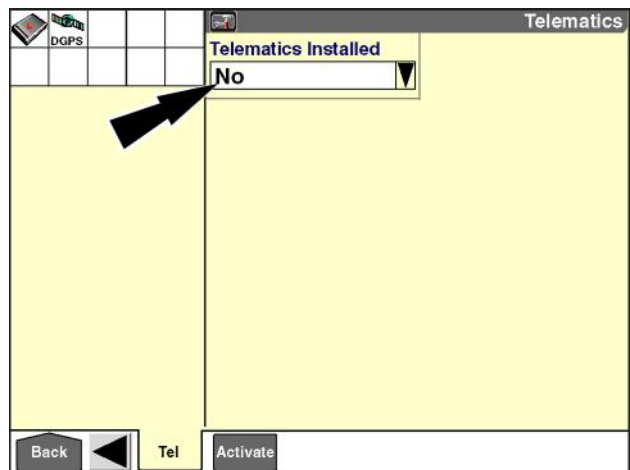 DGPS
Telematics
Telematics Installed
No
Back
Tel
Activate